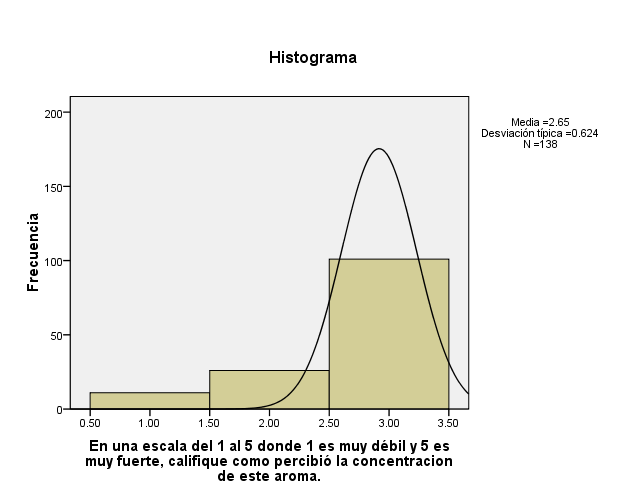 Histograma
Media =2.65
Desviación típica =0.624
N =138
Frecuencia
200
150
100
50
0
0.50 1.00 1.50 2.00 2.50 3.00 3.50
En una escala del 1 al 5 donde 1 es muy débil y 5 es
muy fuerte, califique como percibió la concentracion
de este aroma.